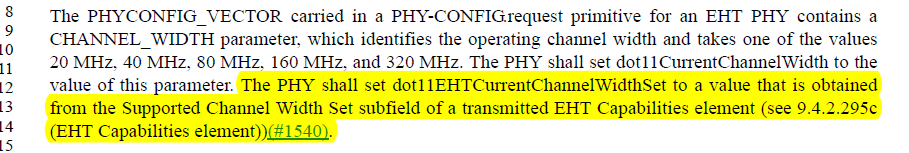 8
9
10
11
12
13
14
15
The PHYCONFIG_VECTOR carried in a PHY-CONFIG.request primitive for an EHT PHY contains a
CHANNEL_WIDTH parameter, which identifies the operating channel width and takes one of the values
20 MHz, 40 MHz, 80 MHz, 160 MHz, and 320 MHz. The PHY shall set dot11CurrentChannelWidth to the
value of this parameter. The PHY shall set dot11EHTCurrentChannelWidthSet to a value that is obtained
from the Supported Channel Width Set subfield of a transmitted EHT Capabilities element (see 9.4.2.295c
(EHT Capabilities element))(#1540).